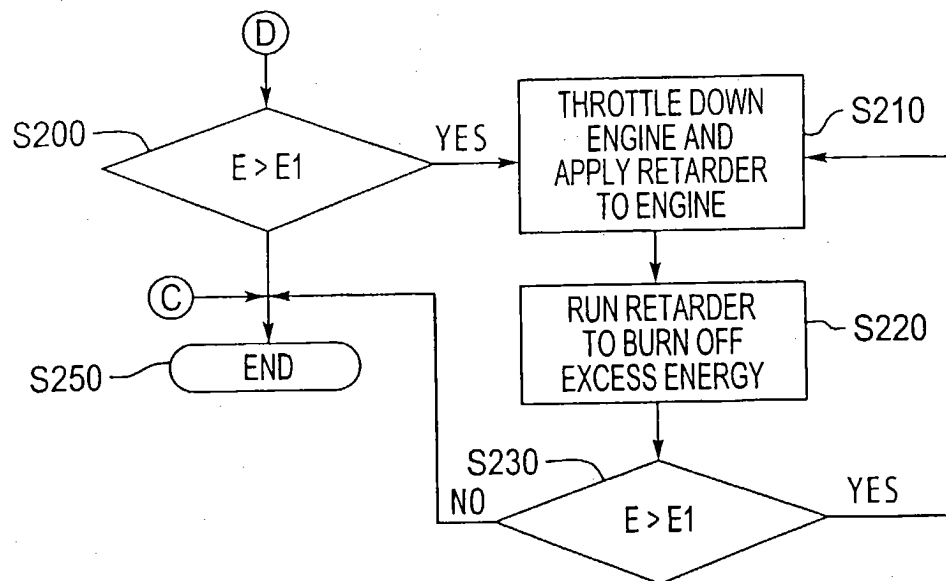 D
S200
E > E1
YES
THROTTLE DOWN
ENGINE AND
APPLY RETARDER
TO ENGINE
S210
C
RUN RETARDER
TO BURN OFF
EXCESS ENERGY
S220
END
S250
S230
E > E1
NO
YES